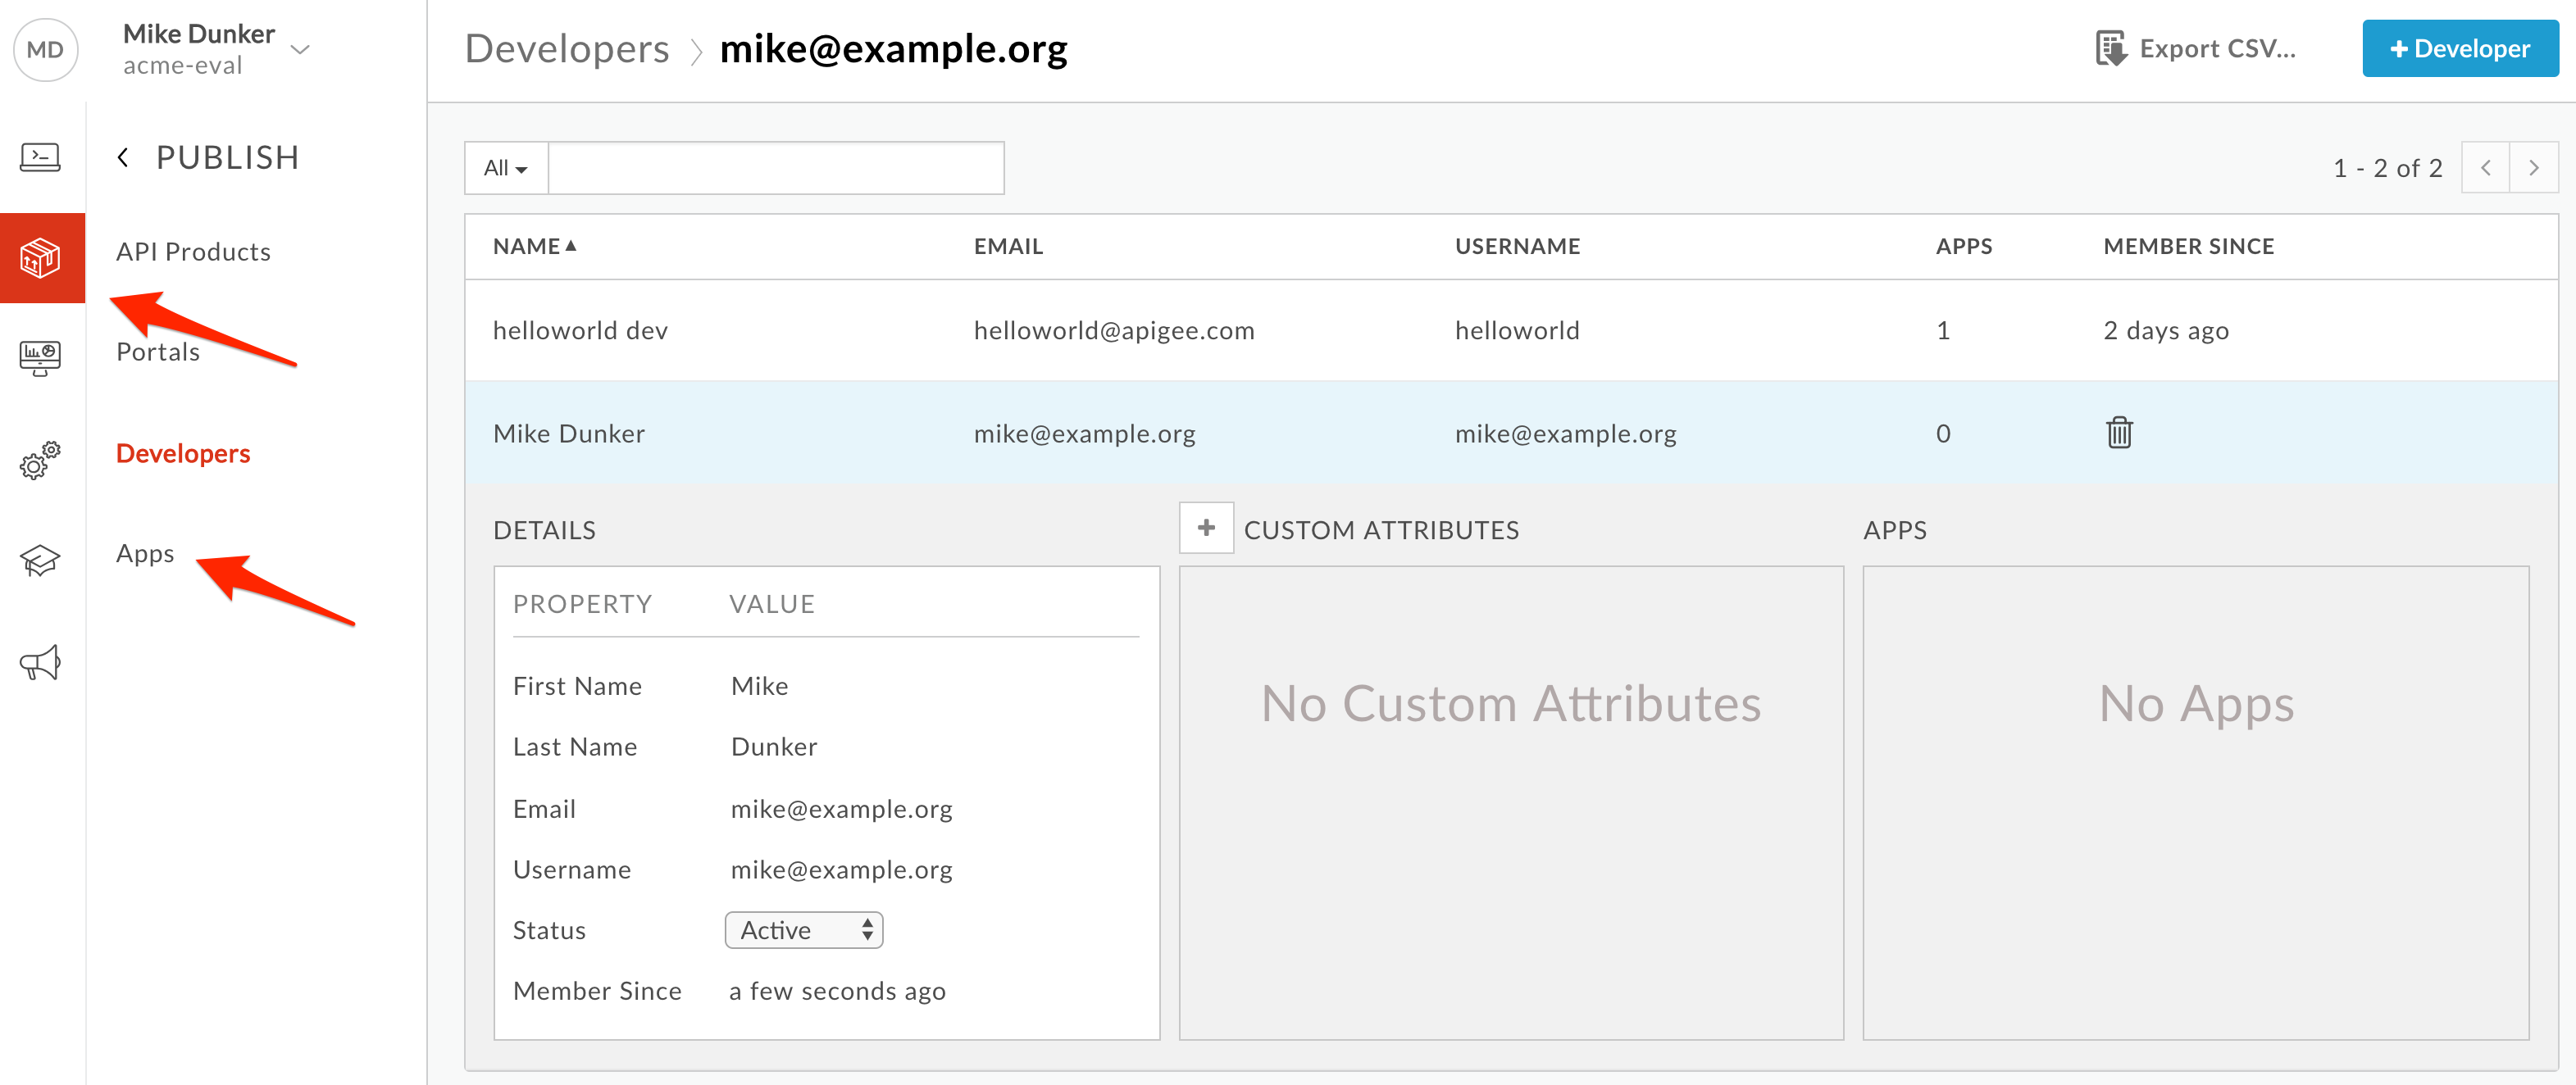 MD
Mike Dunker
acme-eval
PUBLISH
API Products
Portals
Developers
Apps
Developers mike@example.org
Export CSV...
+ Developer
All
1 - 2 of 2
NAME EMAIL USERNAME APPS MEMBER SINCE
helloworld dev helloworld@apigee.com helloworld 1 2 days ago
Mike Dunker mike@example.org mike@example.org 0
DETAILS
PROPERTY VALUE
First Name Mike
Last Name Dunker
Email mike@example.org
Username mike@example.org
Status Active
Member Since a few seconds ago
+ CUSTOM ATTRIBUTES
No Custom Attributes
APPS
No Apps